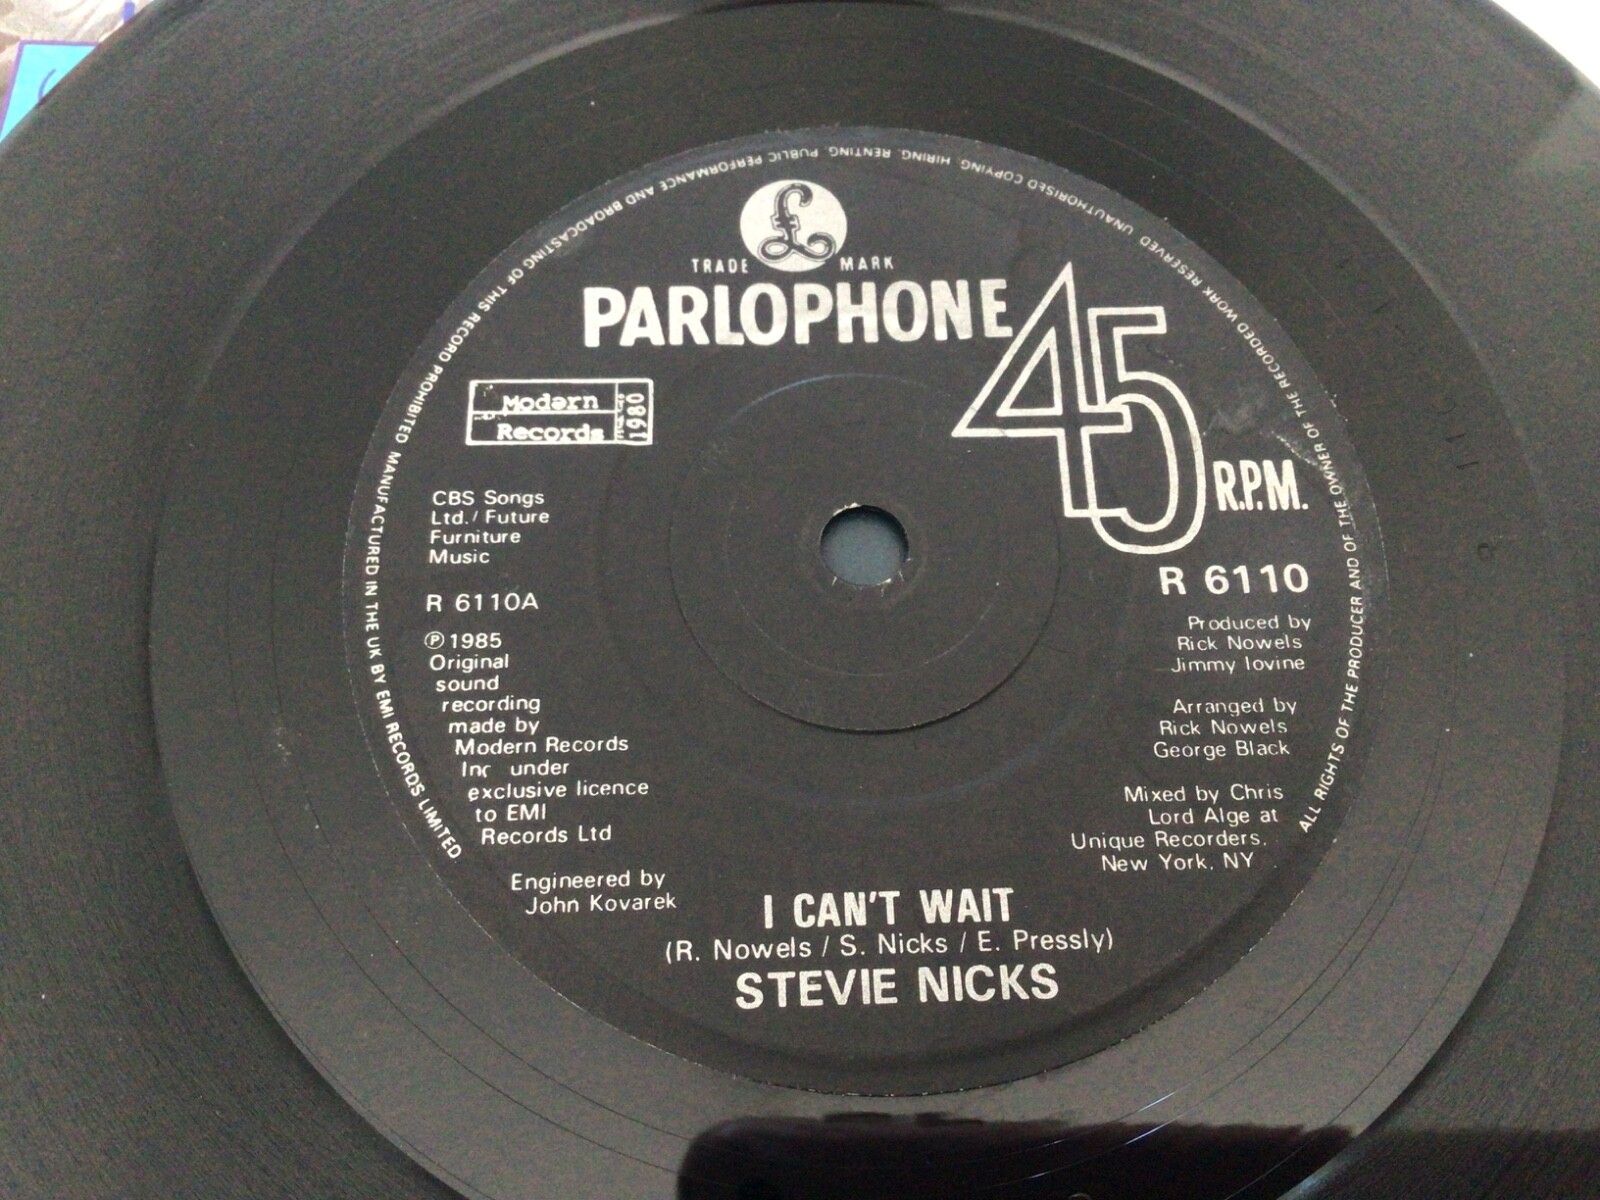 ALL RIGHTS OF THE PRODUCER AND OF THE OWNER OF THE RECORDED WORK RESERVED. UNAUTHORISED COPYING, HIRING, RENTING, PUBLIC PERFORMANCE AND BROADCASTING OF THIS RECORD PROHIBITED. MANUFACTURED IN THE UK BY EMI RECORDS LIMITED
£
TRADE MARK
PARLOPHONE
45
R.P.M.
Modern
Records
1980
CBS Songs
Ltd./Future
Furniture
Music
R 6110A
℗1985
Original
sound
recording
made by
Modern Records
Inc under
exclusive licence
to EMI
Records Ltd
Engineered by
John Kovarek
R 6110
Produced by
Rick Nowels
Jimmy Iovine
Arranged by
Rick Nowels
George Black
Mixed by Chris
Lord Alge at
Unique Recorders,
New York, NY
I CAN'T WAIT
(R. Nowels / S. Nicks / E. Pressly)
STEVIE NICKS